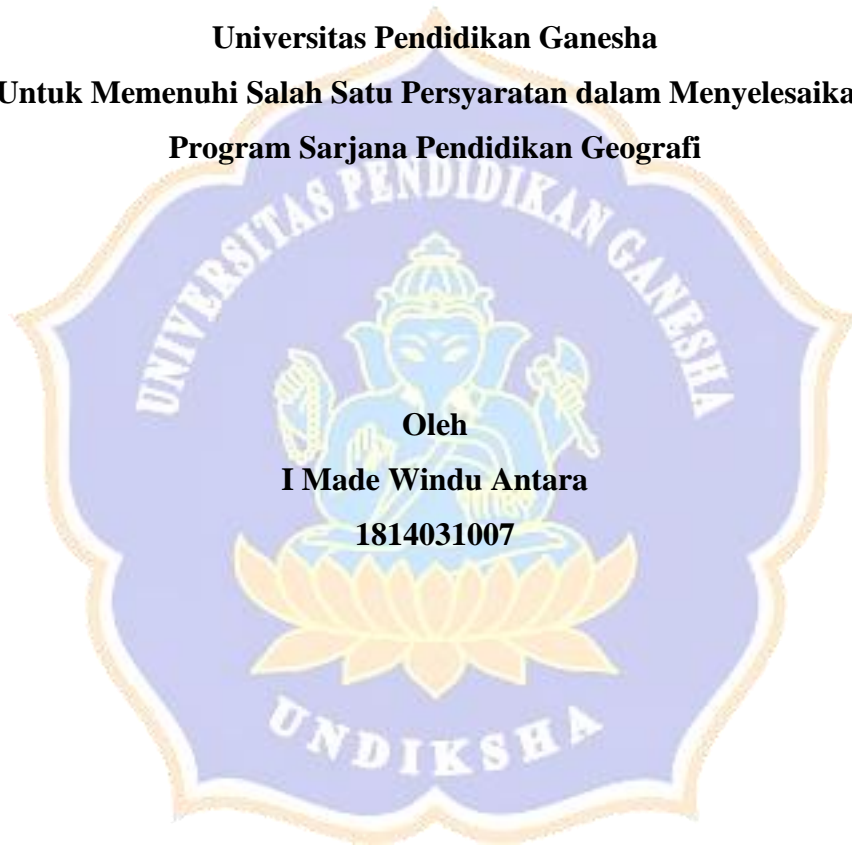 Universitas Pendidikan Ganesha
Untuk Memenuhi Salah Satu Persyaratan dalam Menyelesaika
Program Sarjana Pendidikan Geografi
UNIVERSITAS PENDIDIKAN GANESHA
Oleh
I Made Windu Antara
1814031007
UNDIKSHA